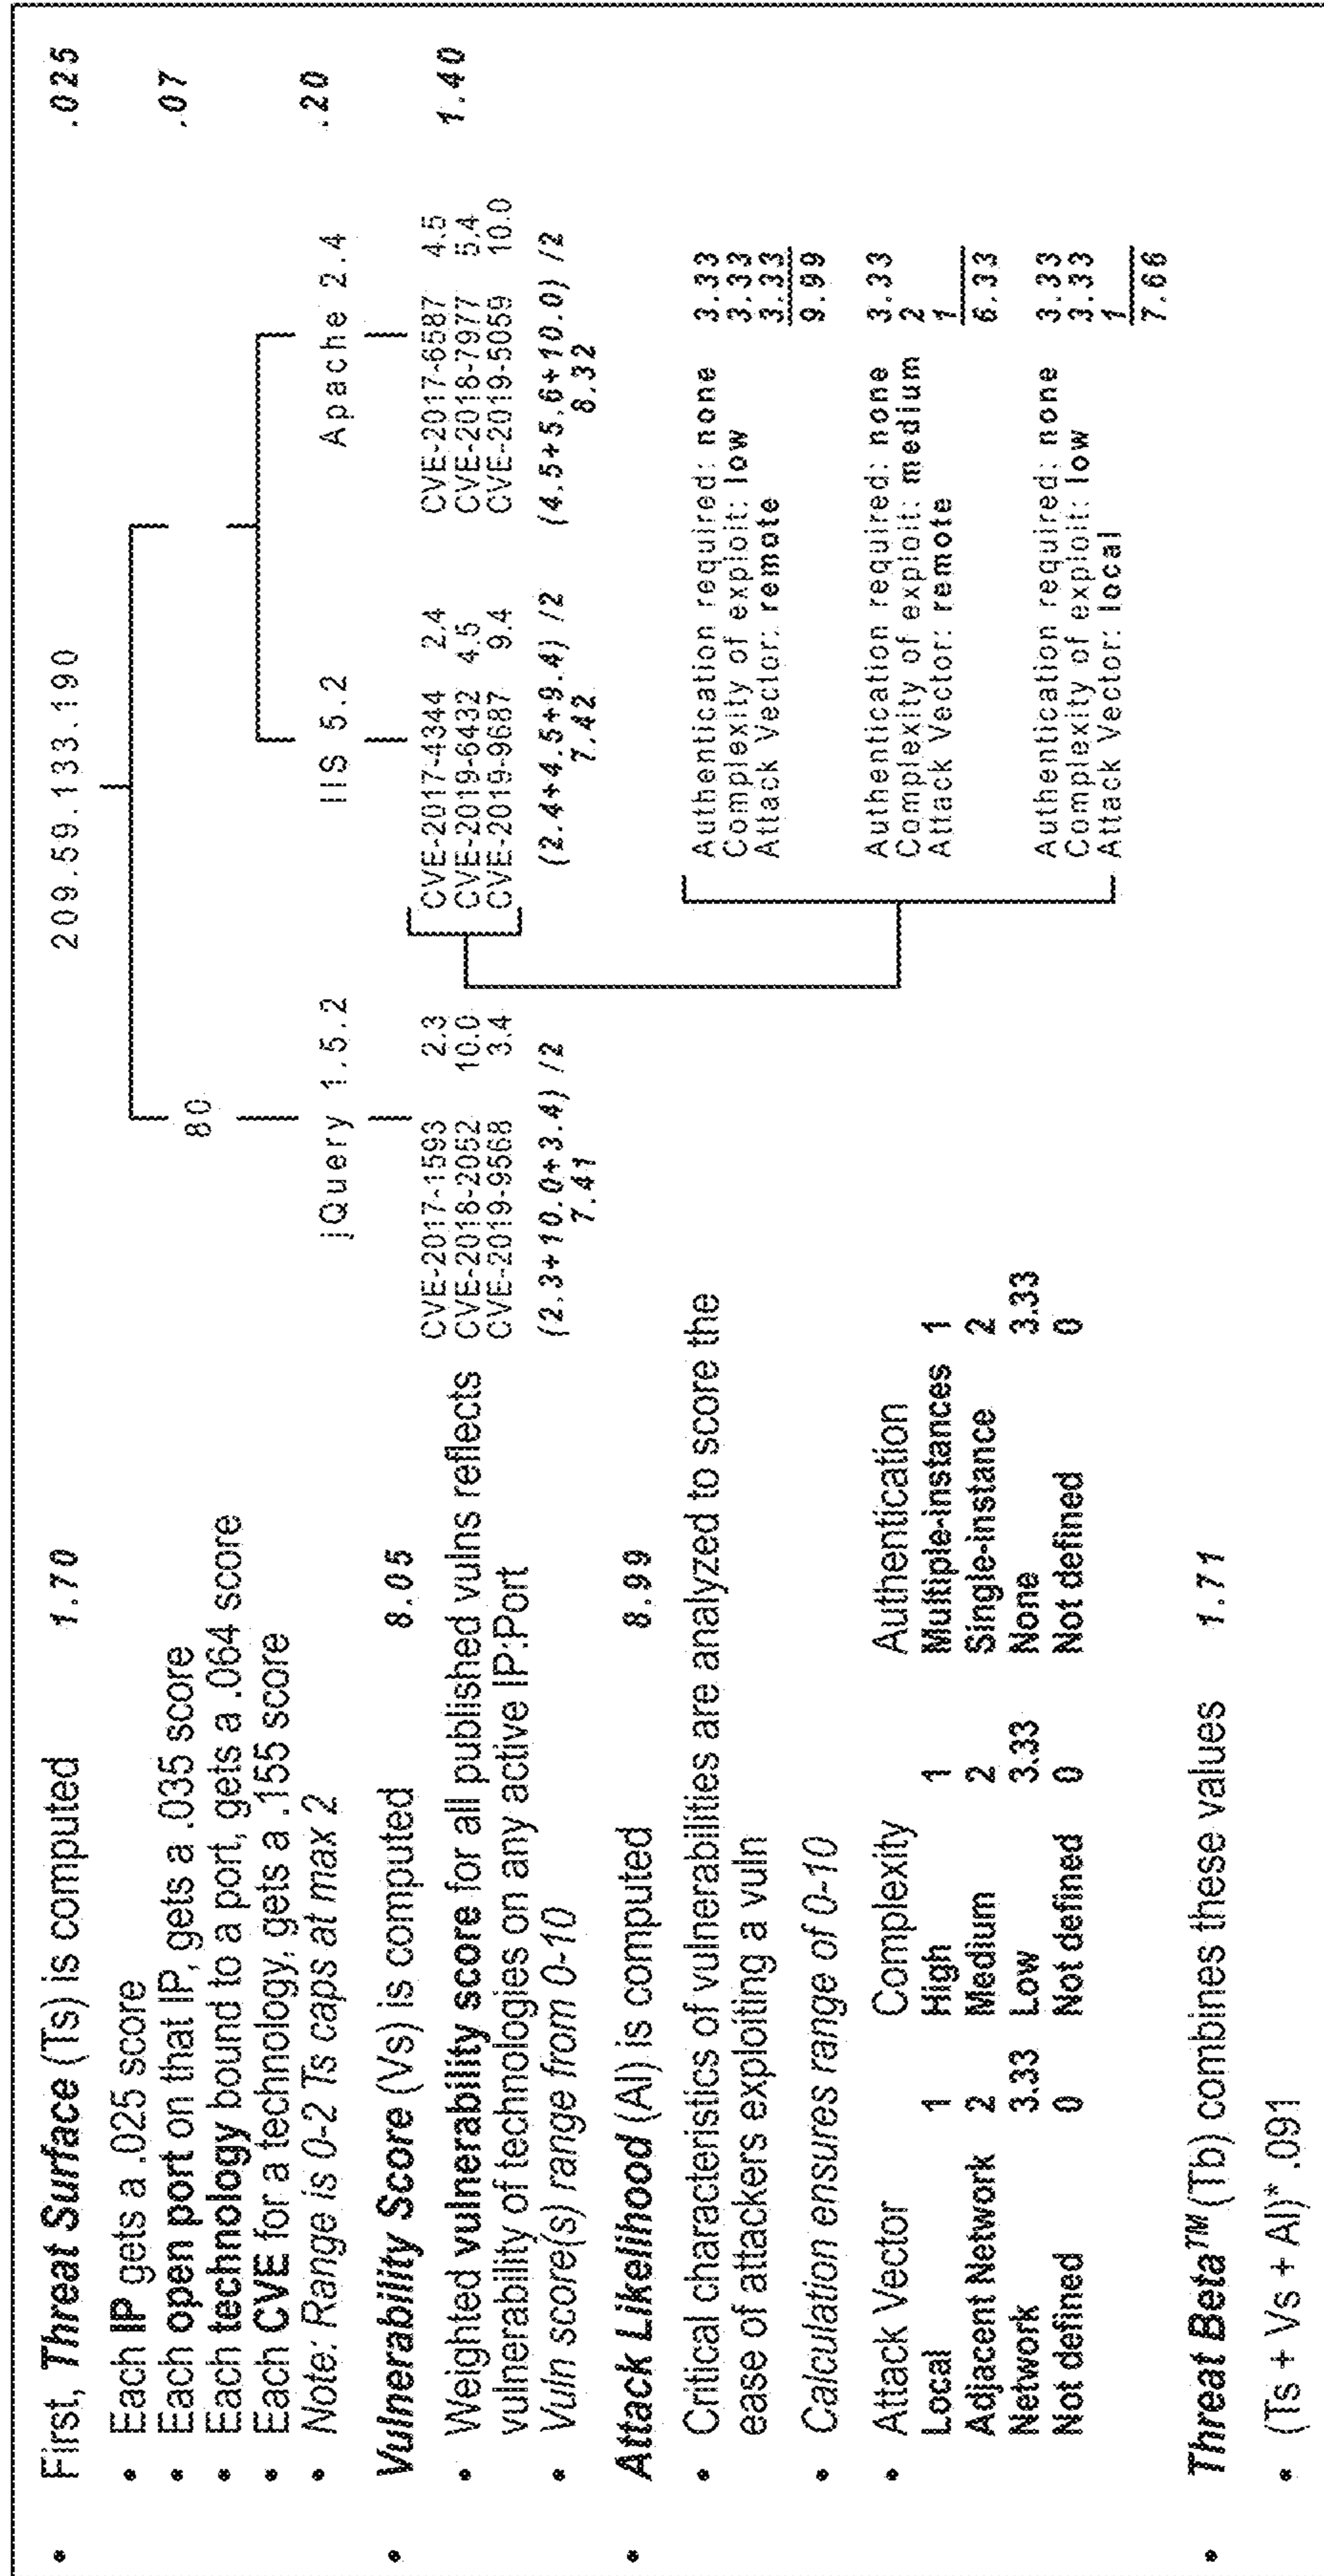 First, Threat Surface (Ts) is computed 1.70
Each IP gets a .025 score
Each open port on that IP, gets a .035 score
Each technology bound to a port, gets a .064 score
Each CVE for a technology, gets a .155 score
Note: Range is 0-2 Ts caps at max 2
Vulnerability Score (Vs) is computed 8.05
Weighted vulnerability score for all published vulns reflects
vulnerability of technologies on any active IP:Port
Vuln score(s) range from 0-10
Attack Likelihood (Al) is computed 8.99
Critical characteristics of vulnerabilities are analyzed to score the
ease of attackers exploiting a vuln
Calculation ensures range of 0-10
Attack Vector Complexity Authentication
Local 1 High 1 Multiple-instances 1
Adjacent Network 2 Medium 2 Single-instance 2
Network 3.33 Low 3.33 None 3.33
Not defined 0 Not defined 0 Not defined 0
Threat Beta™ (Tb) combines these values 1.71
(Ts + Vs + Al)* .091
209.59.133.190 .025
80 .07
jQuery 1.5.2 IIS 5.2 Apache 2.4 .20
CVE-2017-1593 2.3 CVE-2017-4344 2.4 CVE-2017-6587 4.5 1.40
CVE-2018-2052 10.0 CVE-2019-6432 4.5 CVE-2018-7977 5.4
CVE-2019-9568 3.4 CVE-2019-9687 9.4 CVE-2019-5059 10.0
(2.3+10.0+3.4) /2 (2.4+4.5+9.4) /2 (4.5+5.6+10.0) /2
7.41 7.42 8.32
Authentication required: none 3.33
Complexity of exploit: low 3.33
Attack Vector: remote 3.33
9.99
Authentication required: none 3.33
Complexity of exploit: medium 2
Attack Vector: remote 1
6.33
Authentication required: none 3.33
Complexity of exploit: low 3.33
Attack Vector: local 1
7.66